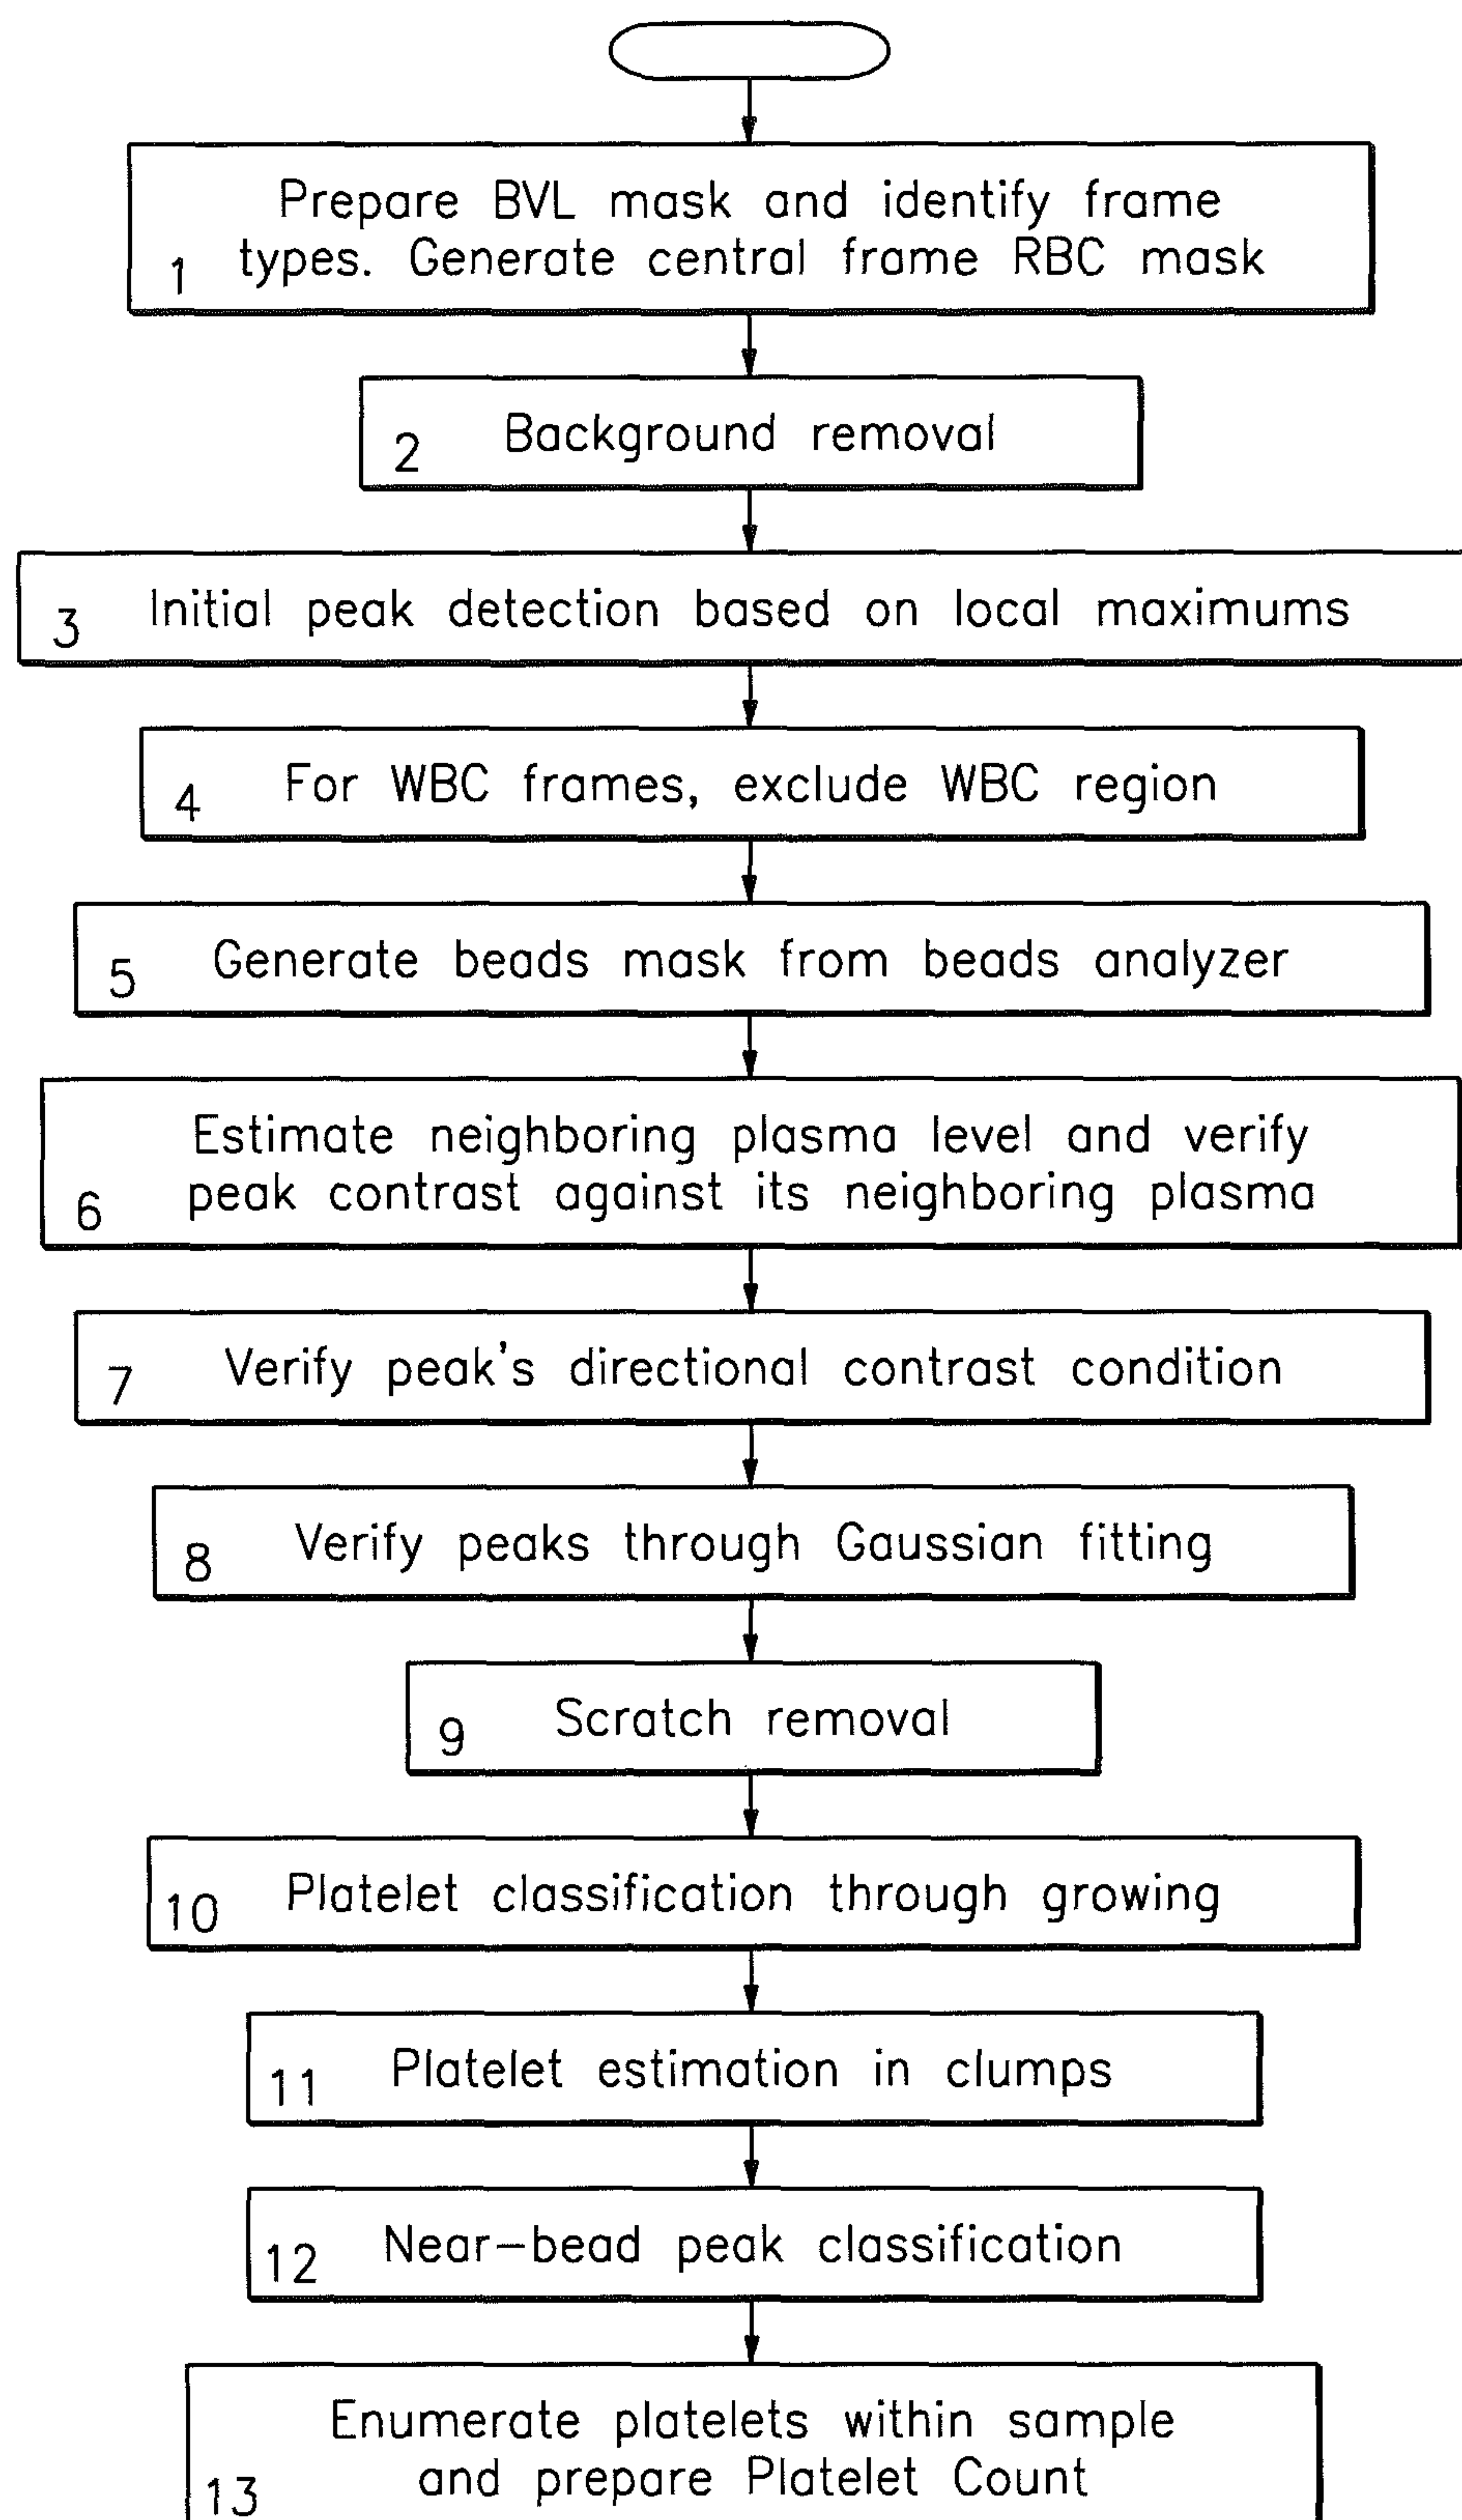 Prepare BVL mask and identify frame
1 types. Generate central frame RBC mask
2 Background removal
3 Initial peak detection based on local maximums
4 For WBC frames, exclude WBC region
5 Generate beads mask from beads analyzer
Estimate neighboring plasma level and verify
6 peak contrast against its neighboring plasma
7 Verify peak's directional contrast condition
8 Verify peaks through Gaussian fitting
9 Scratch removal
10 Platelet classification through growing
11 Platelet estimation in clumps
12 Near-bead peak classification
Enumerate platelets within sample
13 and prepare Platelet Count